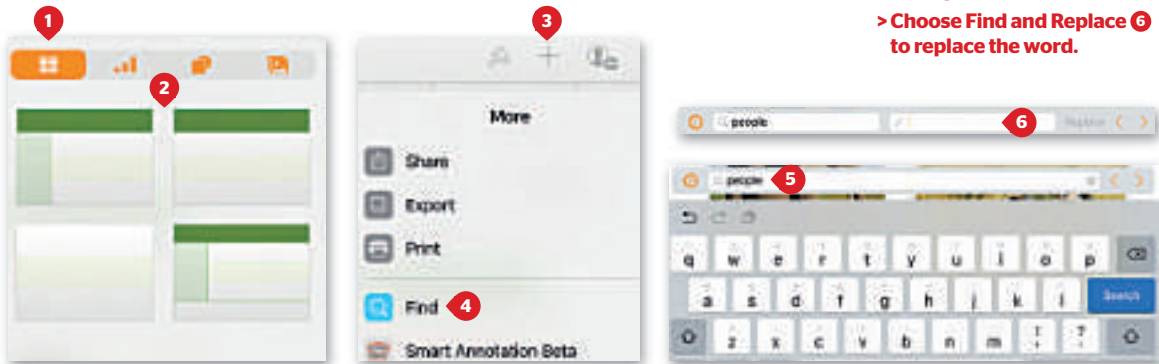 1
3
> Choose Find and Replace 6
to replace the word.
2
More
Share
Export
Print
Find 4
Smart Annotation Beta
people 6 Replace
people 5
q w e r t y u i o p
a s d f g h j k l Search
z x c v b n m ! ?